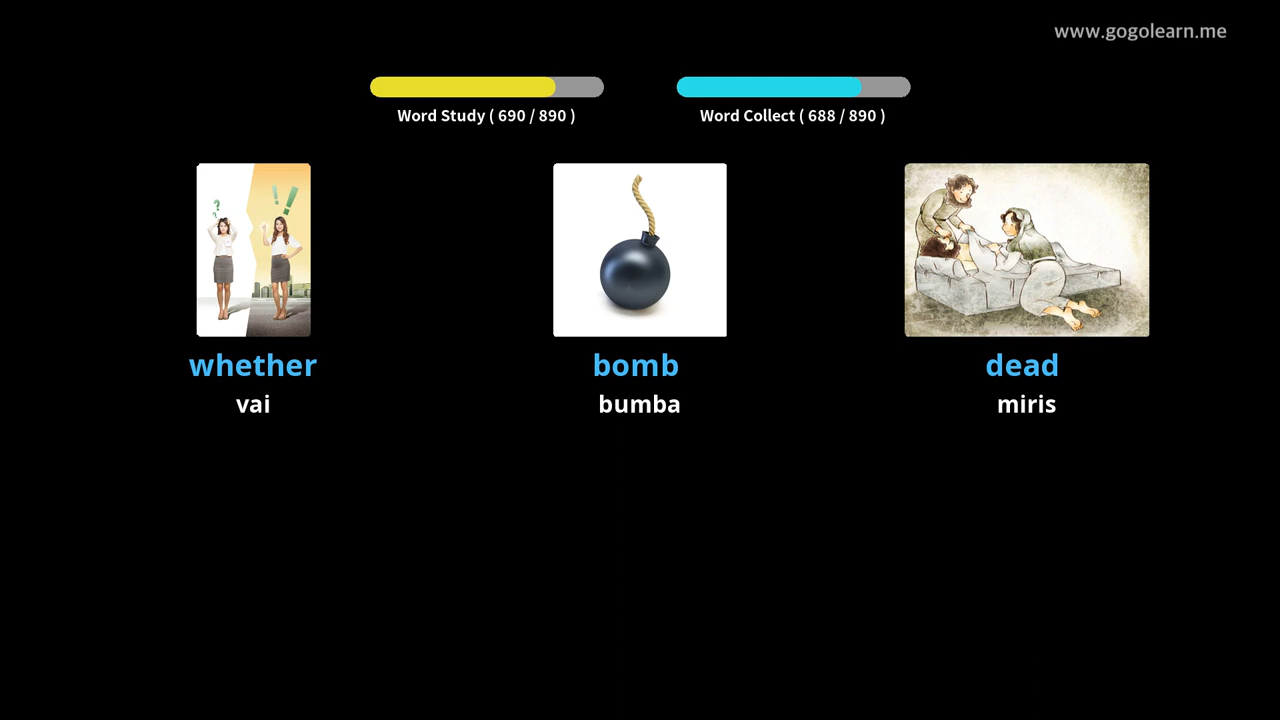 www.gogolearn.me
Word Study ( 690 / 890 )
Word Collect ( 688 / 890 )
whether
bomb
dead
vai
bumba
miris